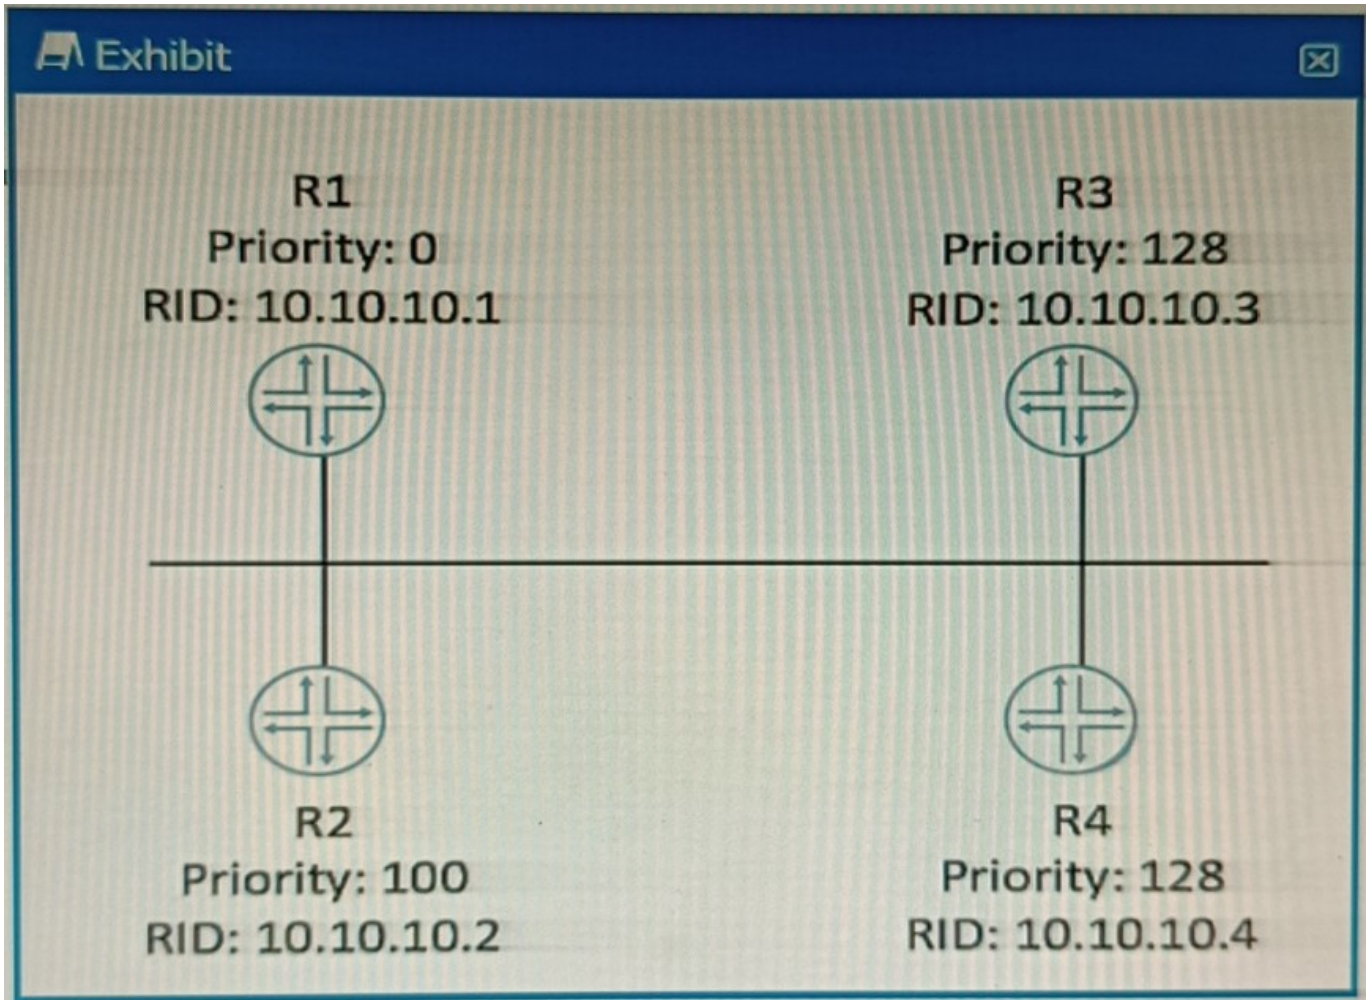 Exhibit
R1
Priority: 0
RID: 10.10.10.1
R3
Priority: 128
RID: 10.10.10.3
R2
Priority: 100
RID: 10.10.10.2
R4
Priority: 128
RID: 10.10.10.4